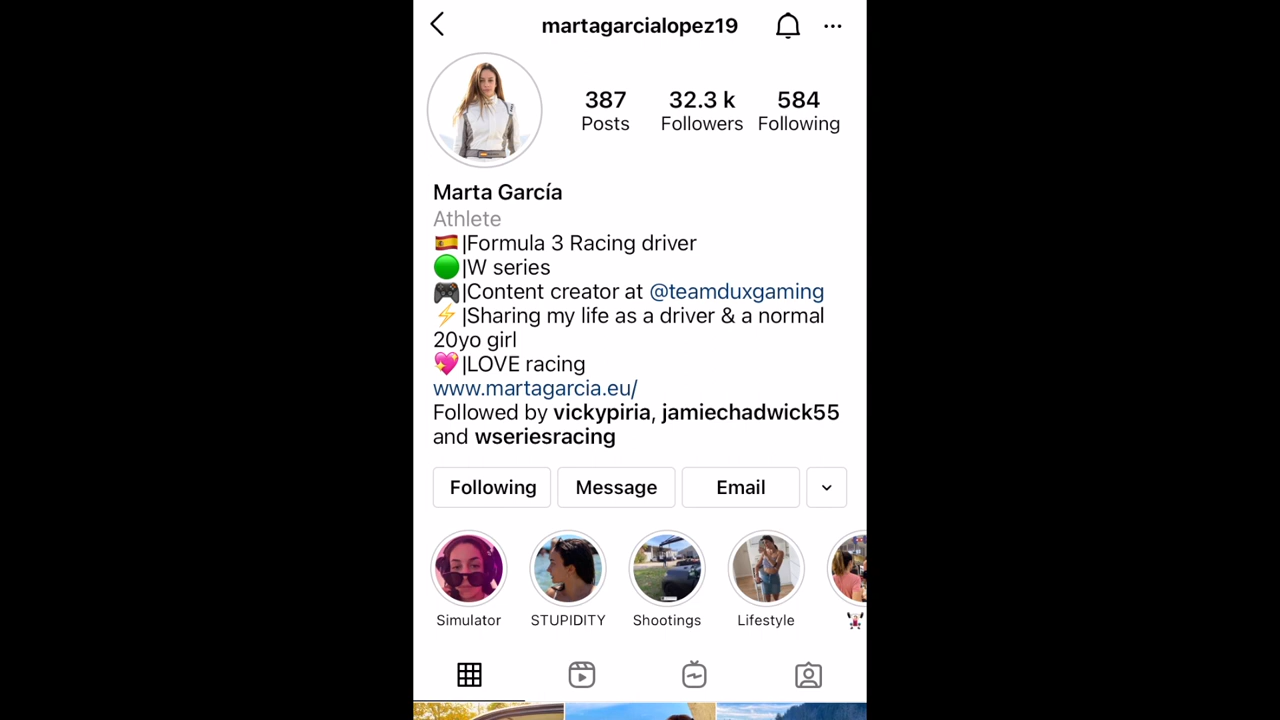 martagarcialopez19
387 32.3 k 584
Posts Followers Following
Marta García
Athlete
🇪🇸|Formula 3 Racing driver
🟢|W series
🎮|Content creator at @teamduxgaming
⚡|Sharing my life as a driver & a normal
20yo girl
💖|LOVE racing
www.martagarcia.eu/
Followed by vickypiria, jamiechadwick55
and wseriesracing
Following Message Email
Simulator STUPIDITY Shootings Lifestyle